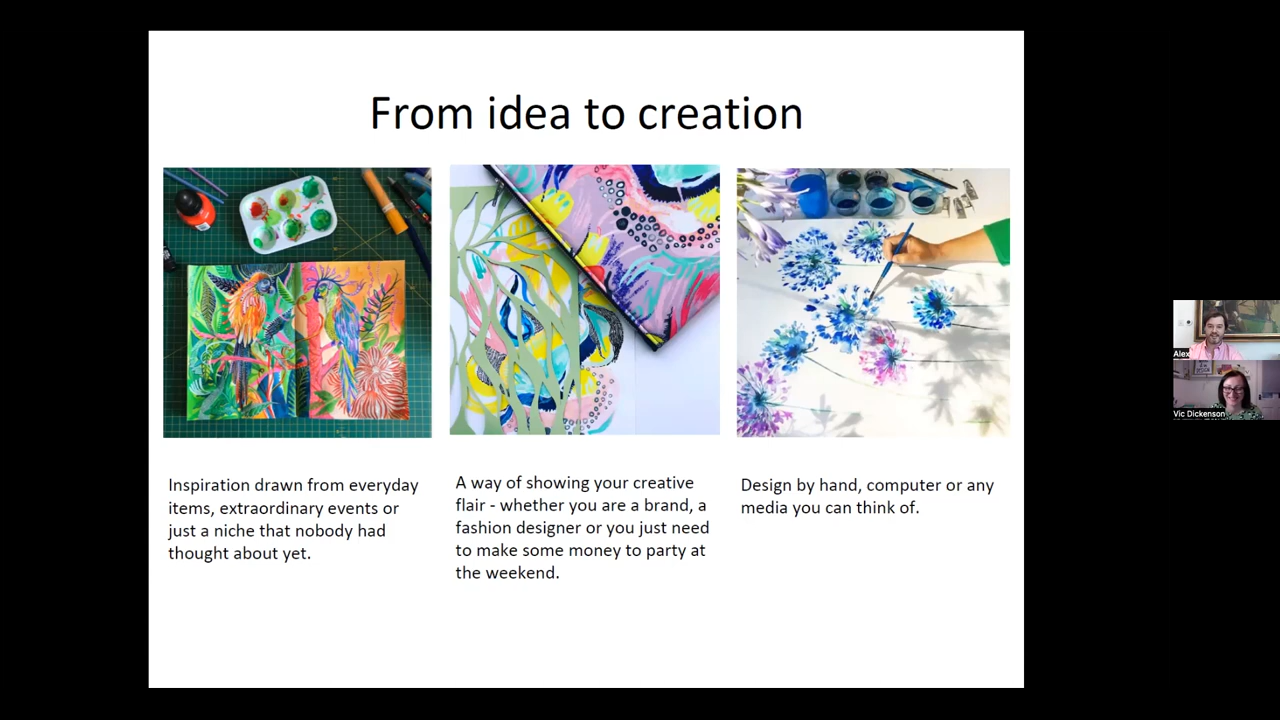 From idea to creation
Inspiration drawn from everyday
items, extraordinary events or
just a niche that nobody had
thought about yet.
A way of showing your creative
flair - whether you are a brand, a
fashion designer or you just need
to make some money to party at
the weekend.
Design by hand, computer or any
media you can think of.
Alex
Vic Dickenson